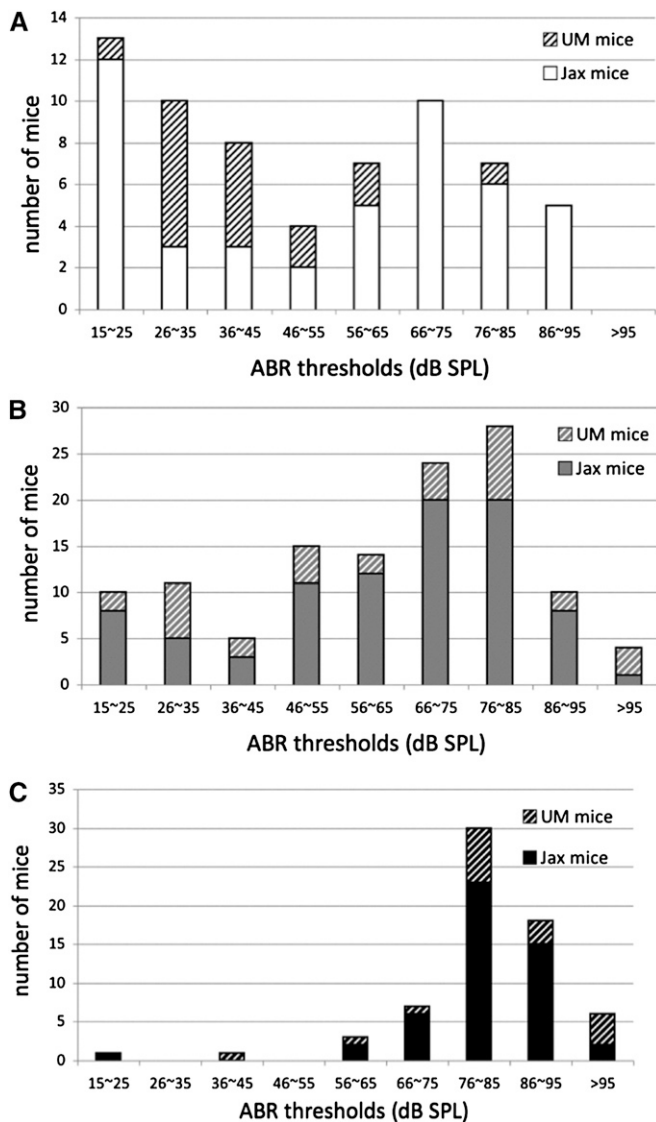 A
14
12
10
8
6
4
2
0
number of mice
UM mice
Jax mice
15~25 26~35 36~45 46~55 56~65 66~75 76~85 86~95 >95
ABR thresholds (dB SPL)
B
30
25
20
15
10
5
0
number of mice
UM mice
Jax mice
15~25 26~35 36~45 46~55 56~65 66~75 76~85 86~95 >95
ABR thresholds (dB SPL)
C
35
30
25
20
15
10
5
0
number of mice
UM mice
Jax mice
15~25 26~35 36~45 46~55 56~65 66~75 76~85 86~95 >95
ABR thresholds (dB SPL)